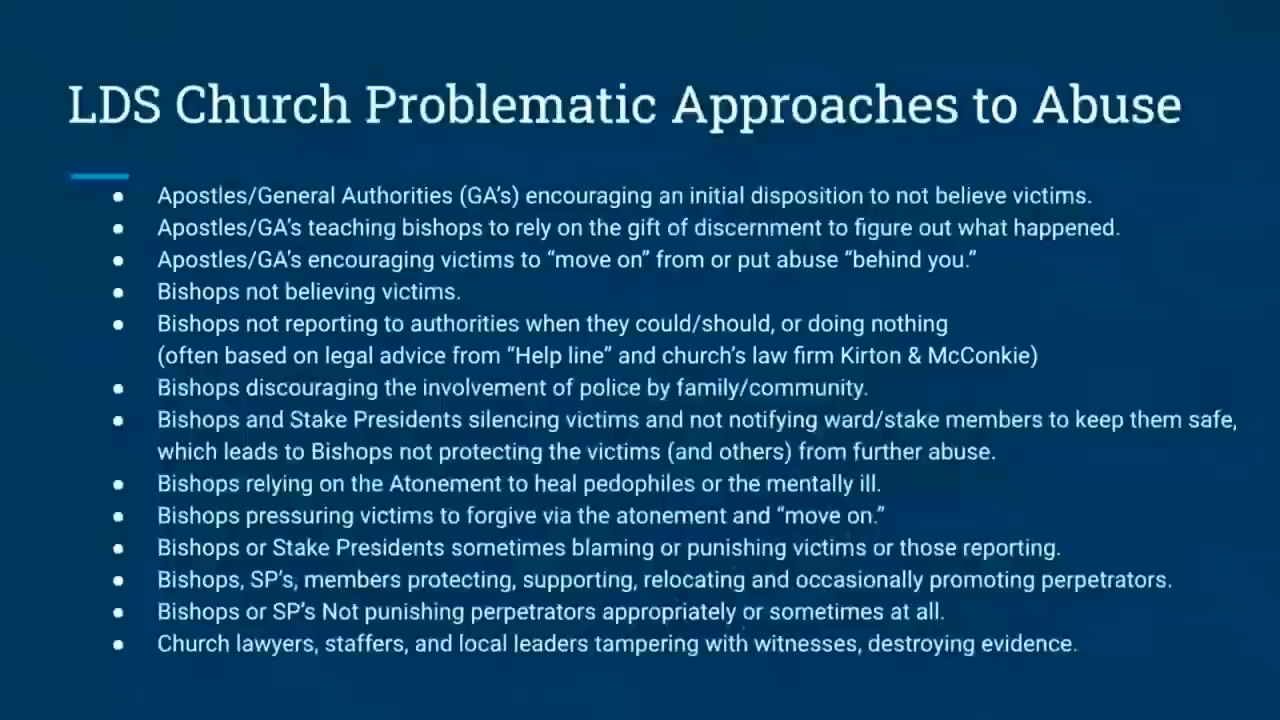 LDS Church Problematic Approaches to Abuse
● Apostles/General Authorities (GA's) encouraging an initial disposition to not believe victims.
● Apostles/GA's teaching bishops to rely on the gift of discernment to figure out what happened.
● Apostles/GA's encouraging victims to “move on” from or put abuse “behind you.”
● Bishops not believing victims.
● Bishops not reporting to authorities when they could/should, or doing nothing
(often based on legal advice from “Help line” and church's law firm Kirton & McConkie)
● Bishops discouraging the involvement of police by family/community.
● Bishops and Stake Presidents silencing victims and not notifying ward/stake members to keep them safe,
which leads to Bishops not protecting the victims (and others) from further abuse.
● Bishops relying on the Atonement to heal pedophiles or the mentally ill.
● Bishops pressuring victims to forgive via the atonement and “move on.”
● Bishops or Stake Presidents sometimes blaming or punishing victims or those reporting.
● Bishops, SP's, members protecting, supporting, relocating and occasionally promoting perpetrators.
● Bishops or SP's Not punishing perpetrators appropriately or sometimes at all.
● Church lawyers, staffers, and local leaders tampering with witnesses, destroying evidence.